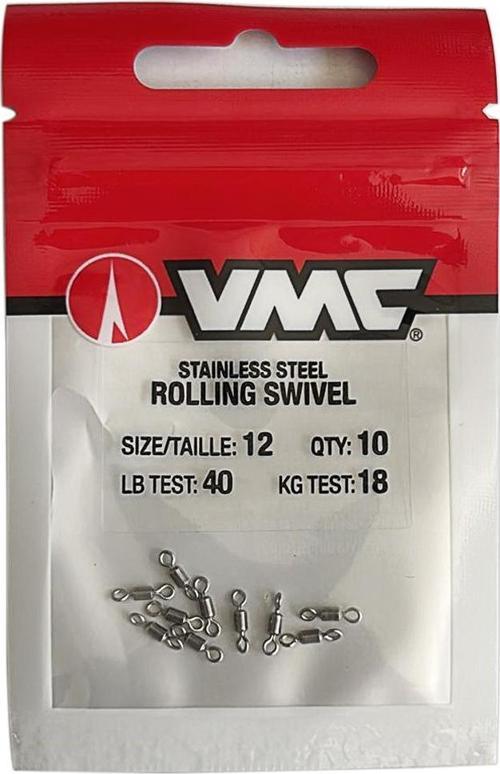 VMC®
STAINLESS STEEL
ROLLING SWIVEL
SIZE/TAILLE: 12 QTY: 10
LB TEST: 40 KG TEST: 18